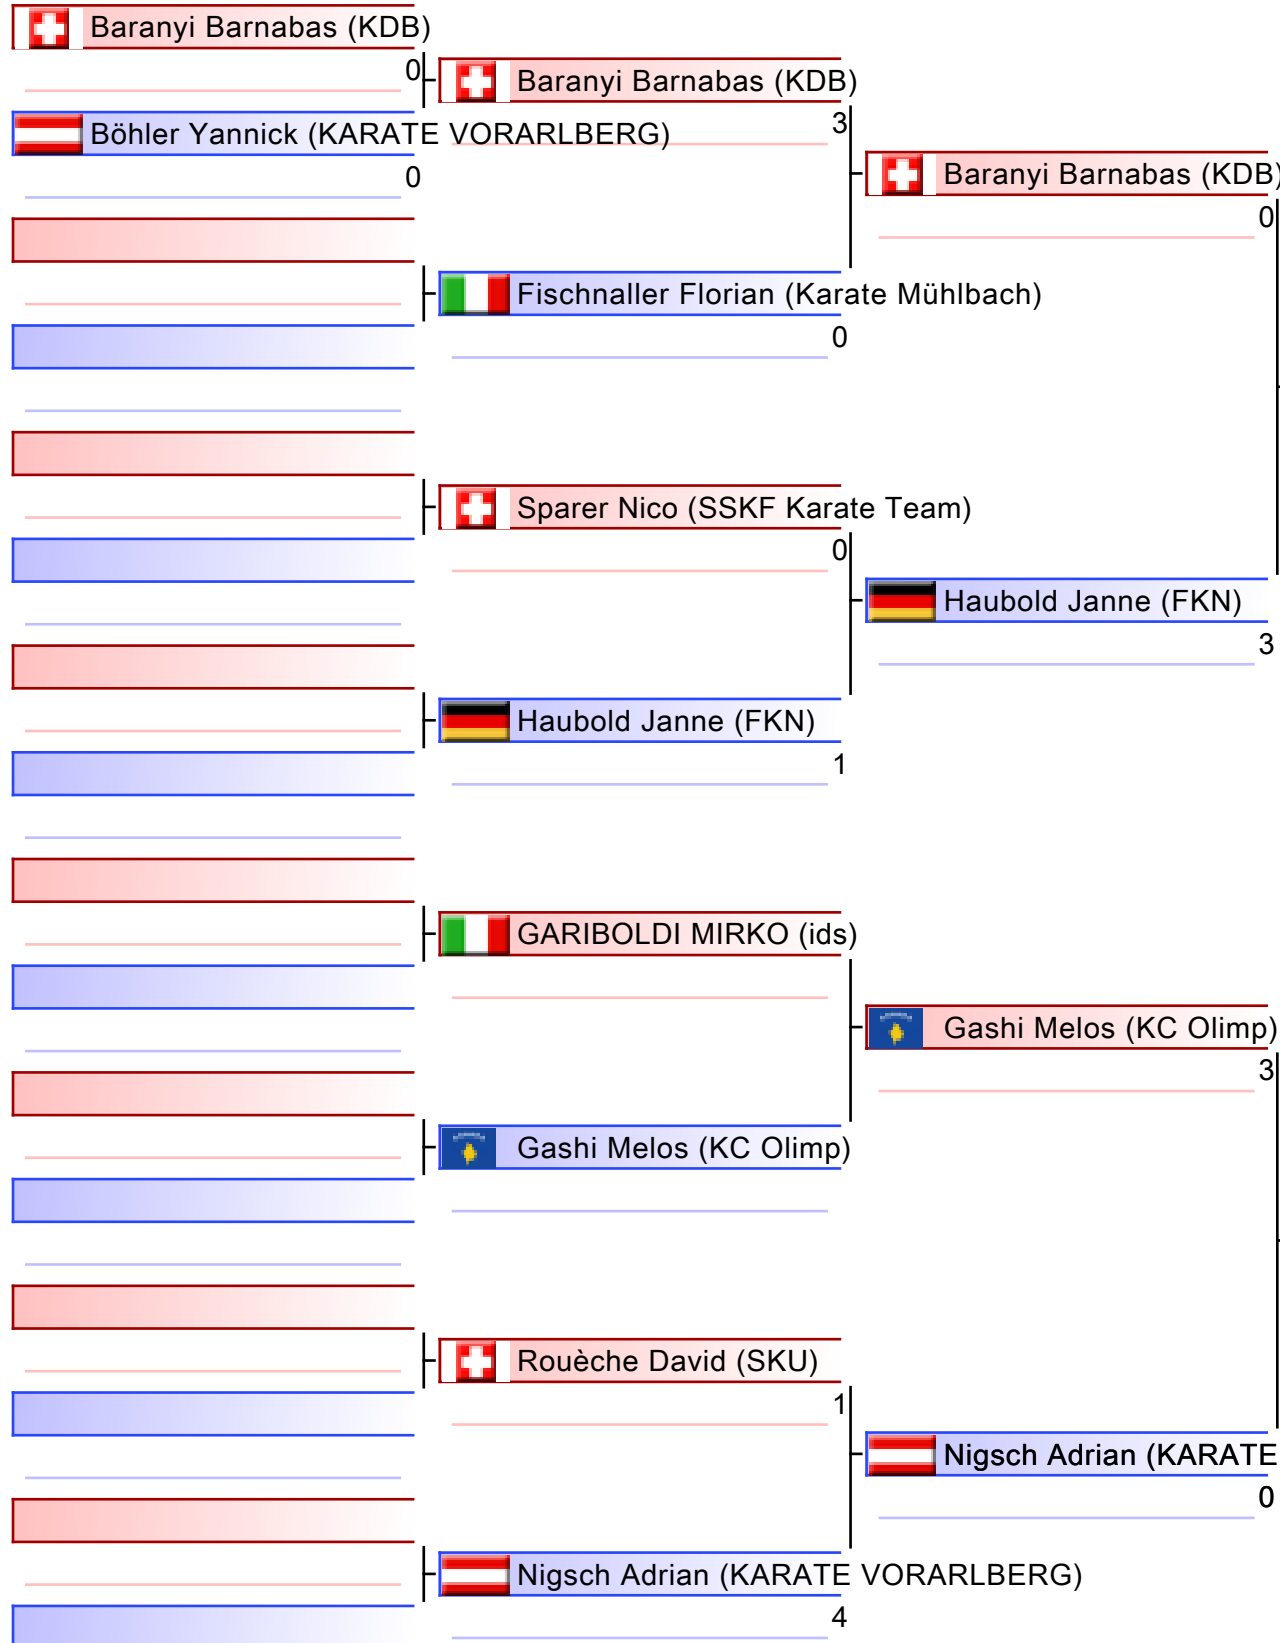 Baranyi Barnabas (KDB)
0
Baranyi Barnabas (KDB)
3
Böhler Yannick (KARATE VORARLBERG)
0
Baranyi Barnabas (KDB)
0
Fischnaller Florian (Karate Mühlbach)
0
Sparer Nico (SSKF Karate Team)
0
Haubold Janne (FKN)
3
Haubold Janne (FKN)
1
GARIBOLDI MIRKO (ids)
Gashi Melos (KC Olimp)
3
Gashi Melos (KC Olimp)
Rouèche David (SKU)
1
Nigsch Adrian (KARATE
0
Nigsch Adrian (KARATE VORARLBERG)
4